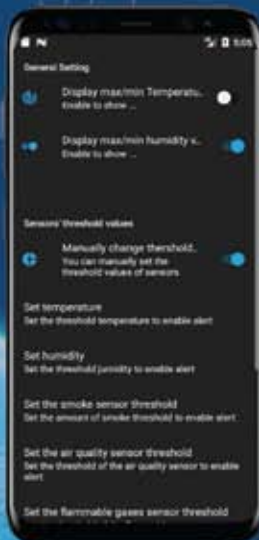 5:05
General Setting
Display max/min Temperatu..
Enable to show ...
Display max/min humidity v..
Enable to show ...
Sensors' threshold values
Manually change thershold..
You can manually set the
threshold values of sensors
Set temperature
Set the threshold temperature to enable alert
Set humidity
Set the threshold jumidity to enable alert
Set the smoke sensor threshold
Set the amount of smoke threshold to enable alert
Set the air quality sensor threshold
Set the threshold of the air quality sensor to enable
alert
Set the flammable gases sensor threshold